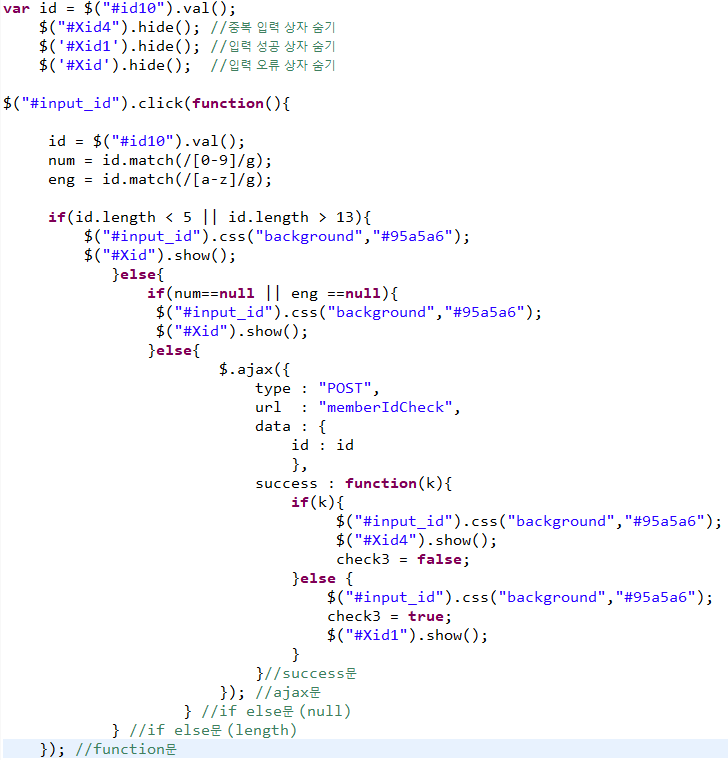 var id = $("#id10").val();
$("#Xid4").hide(); //중복 입력 상자 숨기
$('#Xid1').hide(); //입력 성공 상자 숨기
$('#Xid').hide();  //입력 오류 상자 숨기
$("#input_id").click(function(){
id = $("#id10").val();
num = id.match(/[0-9]/g);
eng = id.match(/[a-z]/g);
if(id.length < 5 || id.length > 13){
$("#input_id").css("background","#95a5a6");
$("#Xid").show();
}else{
if(num==null || eng ==null){
$("#input_id").css("background","#95a5a6");
$("#Xid").show();
}else{
$.ajax({
type : "POST",
url  : "memberIdCheck",
data : {
id : id
},
success : function(k){
if(k){
$("#input_id").css("background","#95a5a6");
$("#Xid4").show();
check3 = false;
}else {
$("#input_id").css("background","#95a5a6");
check3 = true;
$("#Xid1").show();
}
}//success문
}); //ajax문
} //if else문(null)
} //if else문(length)
}); //function문